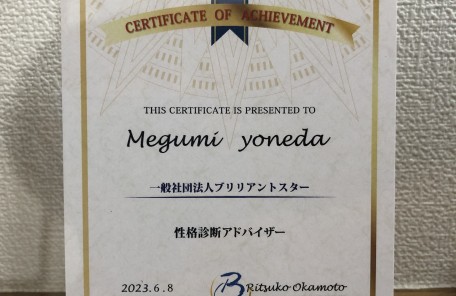 CERTIFICATE OF ACHIEVEMENT
THIS CERTIFICATE IS PRESENTED TO
Megumi yoneda
一般社団法人ブリリアントスター
性格診断アドバイザー
2023.6.8 B Ritsuko Okamoto